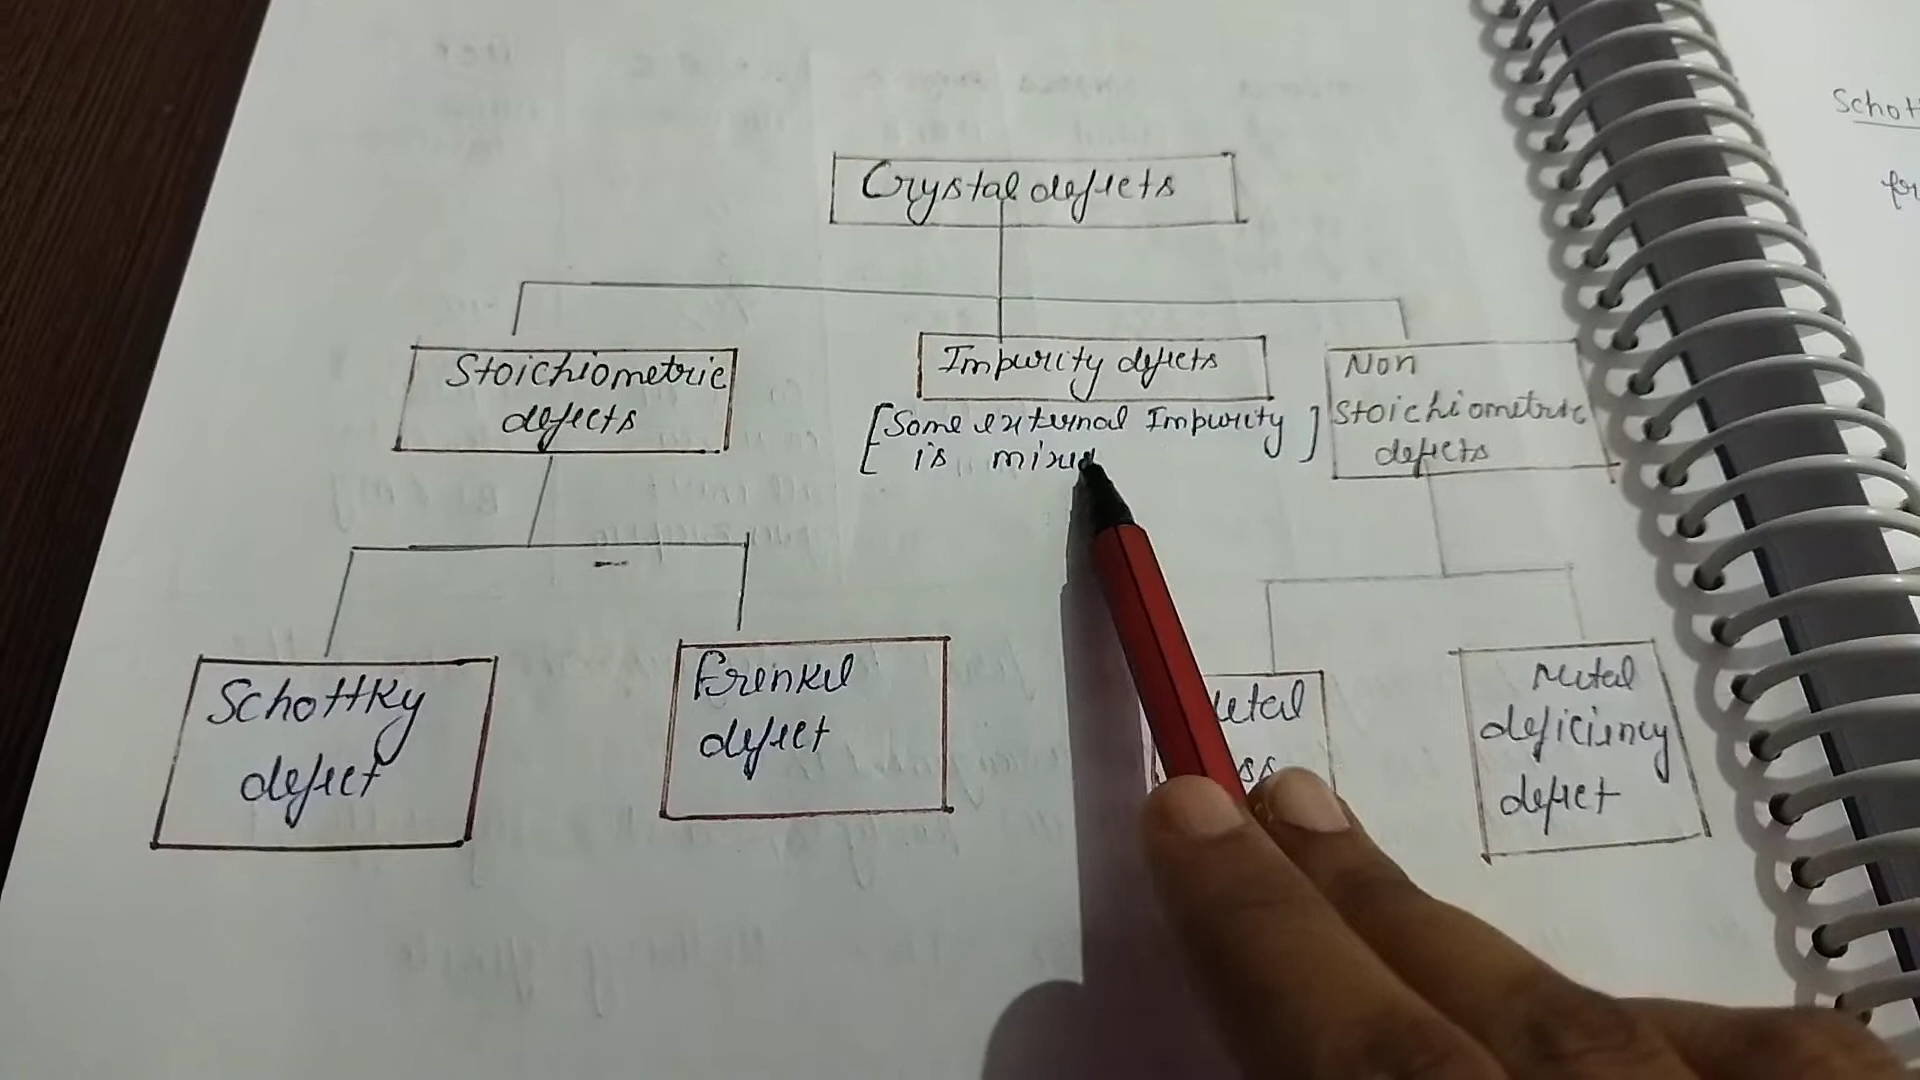 Crystal defects
Stoichiometric
defects
Impurity defects
[Some external Impurity]
is mixed
Non
Stoichiometric
defects
Schottky
defect
Frenkel
defect
Metal
deficiency
defect